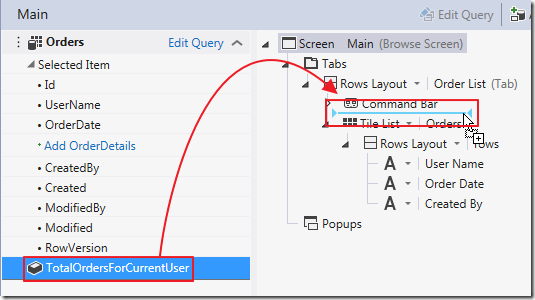 Main
Edit Query
Orders
Edit Query
Selected Item
• Id
• UserName
• OrderDate
+ Add OrderDetails
• CreatedBy
• Created
• ModifiedBy
• Modified
• RowVersion
TotalOrdersForCurrentUser
Screen Main (Browse Screen)
Tabs
Rows Layout Order List (Tab)
Command Bar
Tile List Orders
Rows Layout rows
A User Name
A Order Date
A Created By
Popups